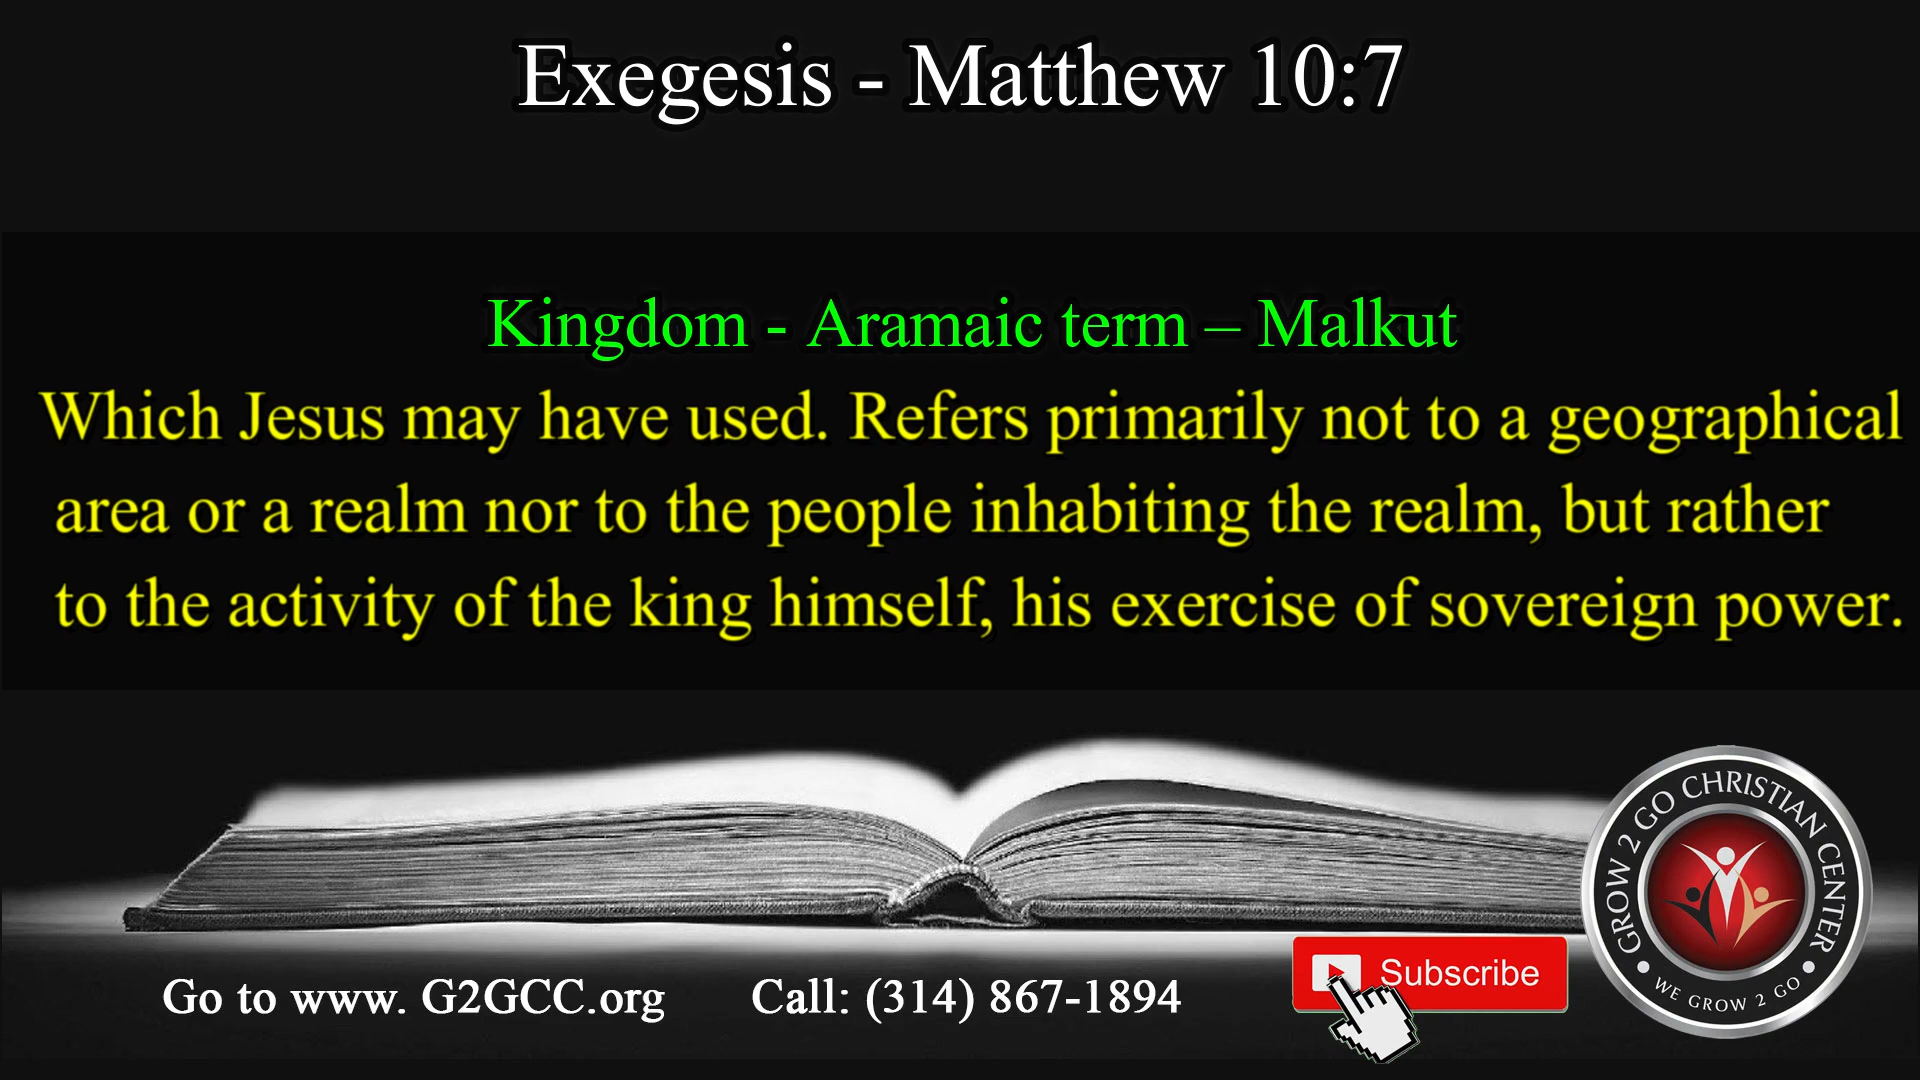 Exegesis - Matthew 10:7
Kingdom - Aramaic term – Malkut
Which Jesus may have used. Refers primarily not to a geographical
area or a realm nor to the people inhabiting the realm, but rather
to the activity of the king himself, his exercise of sovereign power.
GROW 2 GO CHRISTIAN CENTER
WE GROW 2 GO
Subscribe
Go to www. G2GCC.org Call: (314) 867-1894